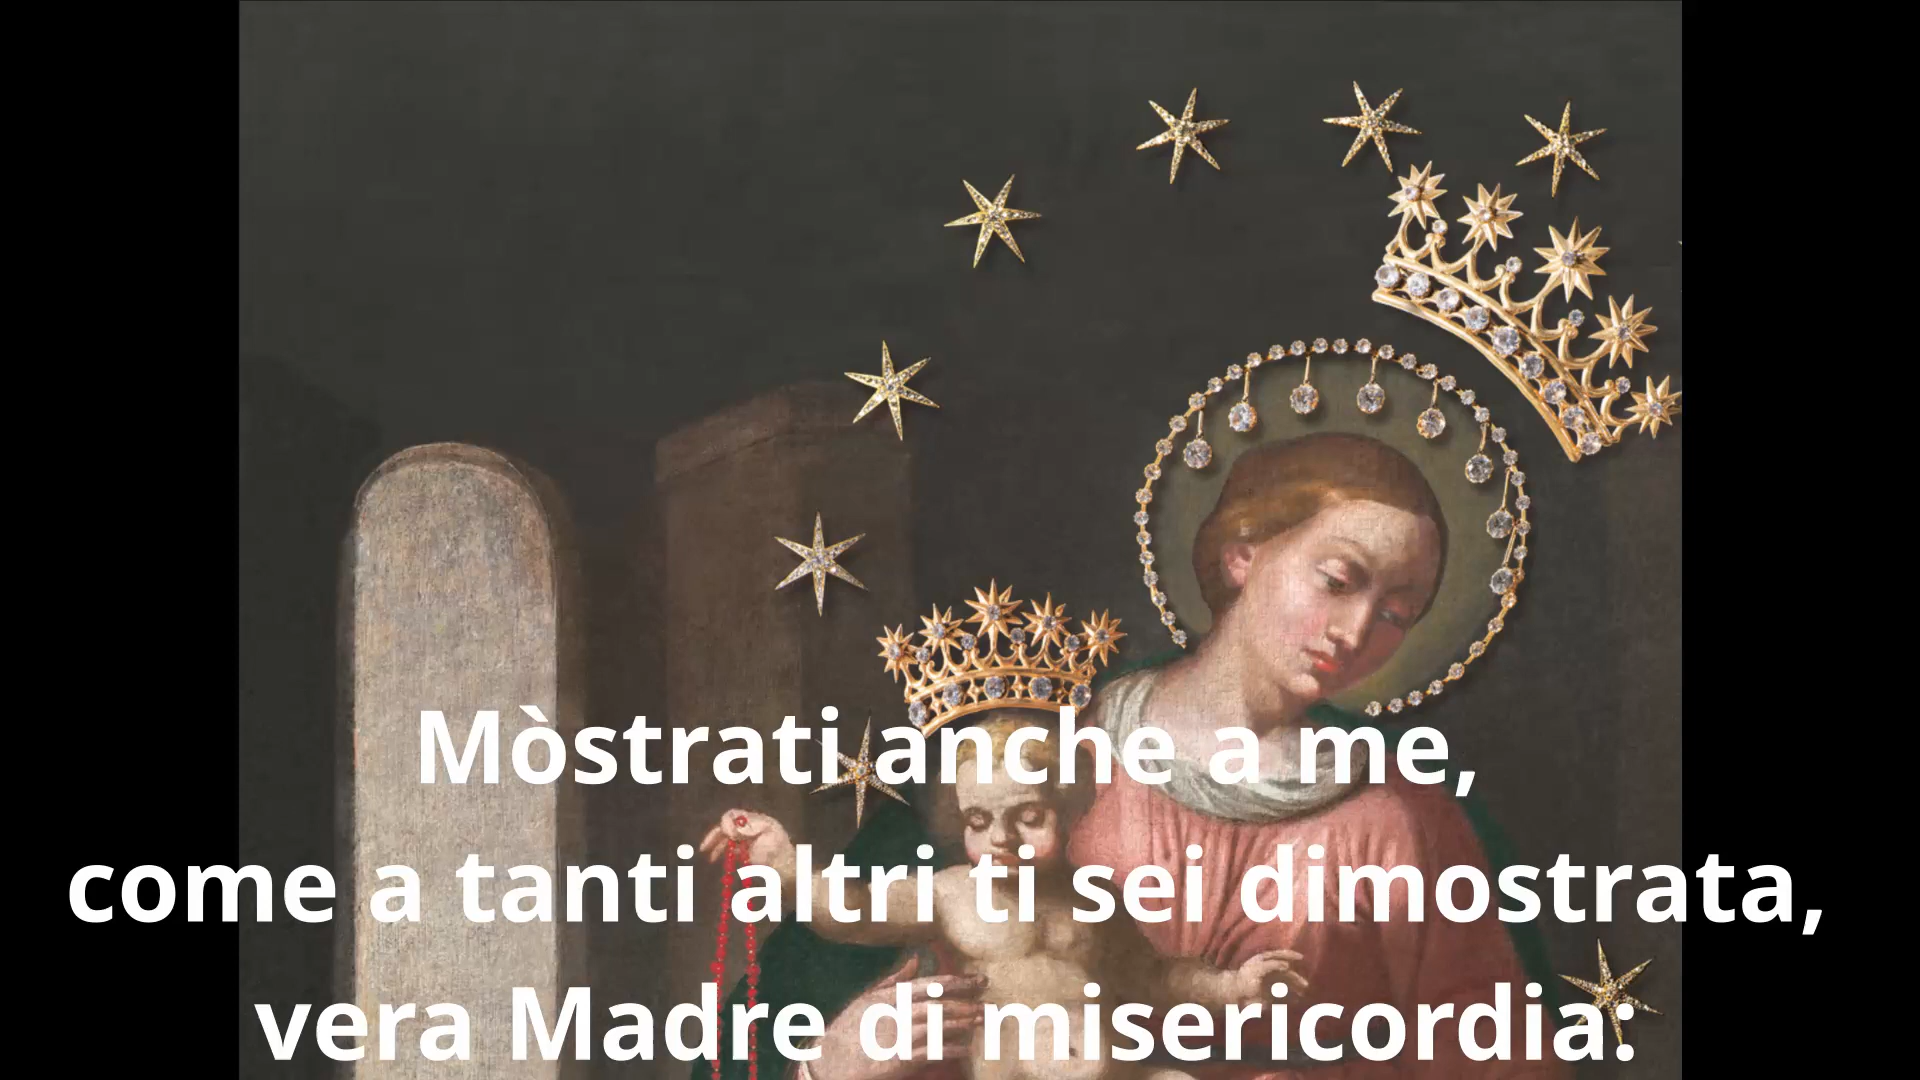 Mòstrati anche a me,
come a tanti altri ti sei dimostrata,
vera Madre di misericordia: